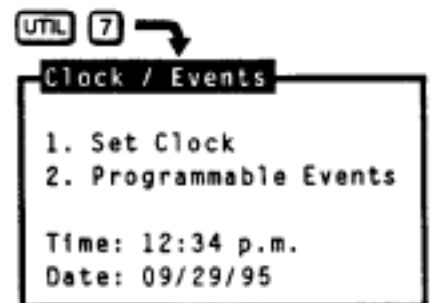 UTIL 7
Clock / Events
1. Set Clock
2. Programmable Events
Time: 12:34 p.m.
Date: 09/29/95